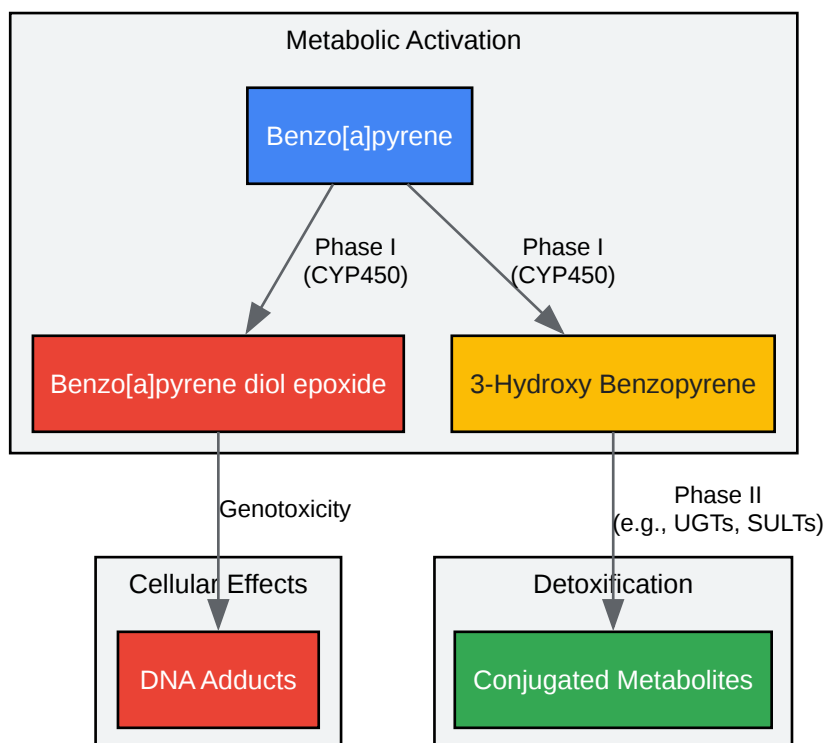 Metabolic Activation
Benzo[a]pyrene
Phase I
(CYP450)
Phase I
(CYP450)
Benzo[a]pyrene diol epoxide
3-Hydroxy Benzopyrene
Genotoxicity
Phase II
(e.g., UGTs, SULTs)
Cellular Effects
Detoxification
DNA Adducts
Conjugated Metabolites